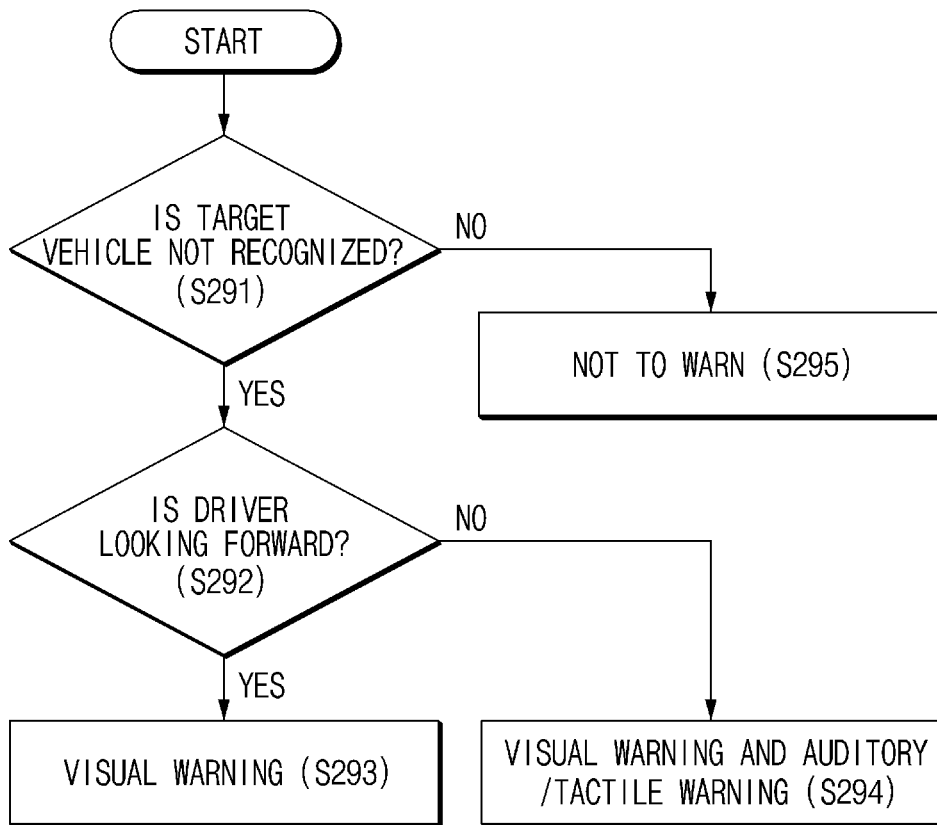 START
IS TARGET
VEHICLE NOT RECOGNIZED?
(S291)
NO
NOT TO WARN (S295)
YES
IS DRIVER
LOOKING FORWARD?
(S292)
NO
YES
VISUAL WARNING (S293)
VISUAL WARNING AND AUDITORY
/TACTILE WARNING (S294)